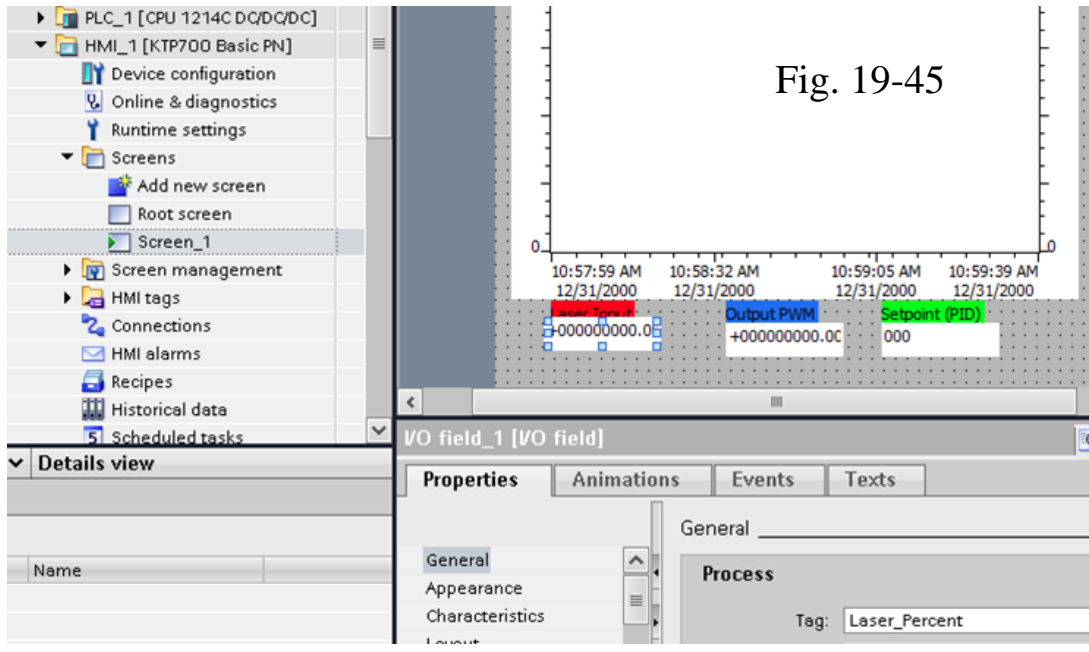 PLC_1 [CPU 1214C DC/DC/DC]
HMI_1 [KTP700 Basic PN]
Device configuration
Online & diagnostics
Runtime settings
Screens
Add new screen
Root screen
Screen_1
Screen management
HMI tags
Connections
HMI alarms
Recipes
Historical data
5 Scheduled tasks
Details view
Name
Fig. 19-45
0 0
10:57:59 AM 10:58:32 AM 10:59:05 AM 10:59:39 AM
12/31/2000 12/31/2000 12/31/2000 12/31/2000
Laser Input Output PWM Setpoint (PID)
+000000000.0 +000000000.00 000
I/O field_1 [I/O field]
Properties Animations Events Texts
General
General
Appearance
Characteristics
Layout
Process
Tag: Laser_Percent